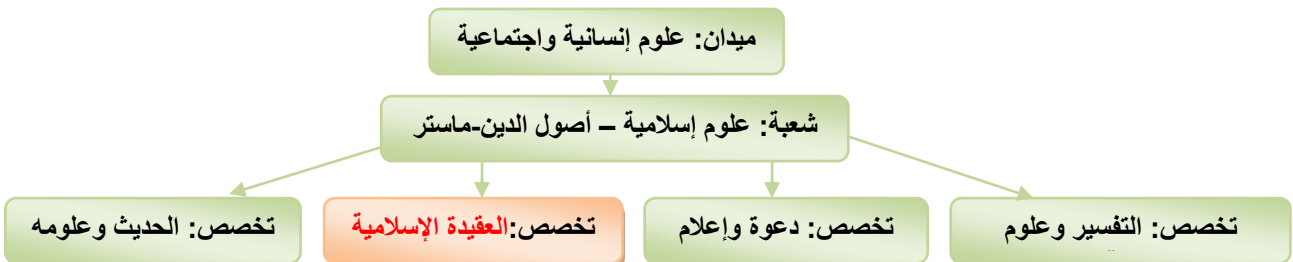 ميدان: علوم إنسانية واجتماعية
شعبة: علوم إسلامية – أصول الدين-ماستر
تخصص: التفسير وعلوم
تخصص: دعوة وإعلام
تخصص:العقيدة الإسلامية
تخصص: الحديث وعلومه